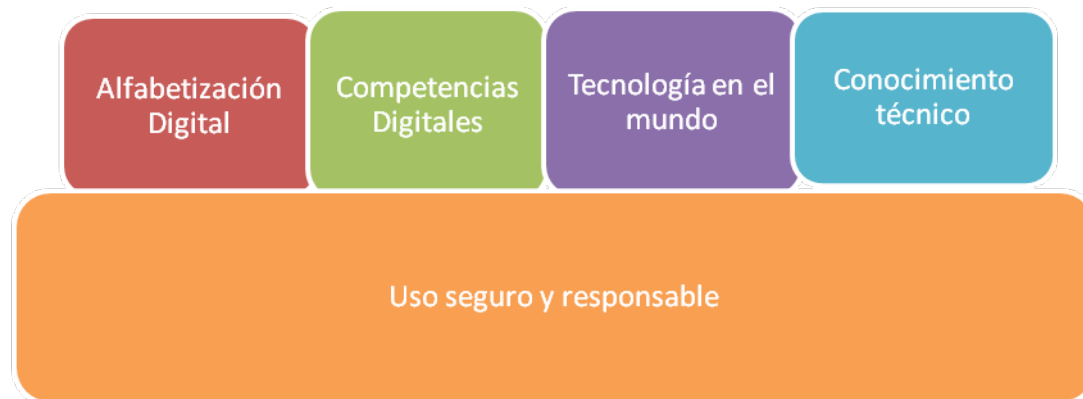 Alfabetización
Digital
Competencias
Digitales
Tecnología en el
mundo
Conocimiento
técnico
Uso seguro y responsable